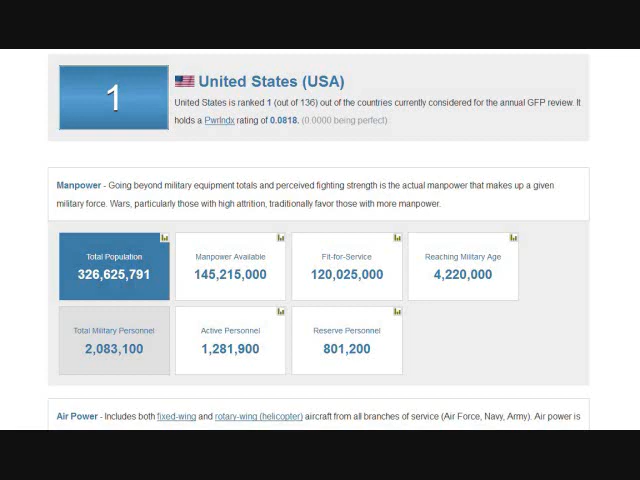 1
United States (USA)
United States is ranked 1 (out of 136) out of the countries currently considered for the annual GFP review. It
holds a PwrIndx rating of 0.0818. (0.0000 being perfect)
Manpower - Going beyond military equipment totals and perceived fighting strength is the actual manpower that makes up a given
military force. Wars, particularly those with high attrition, traditionally favor those with more manpower.
Total Population
326,625,791
Manpower Available
145,215,000
Fit-for-Service
120,025,000
Reaching Military Age
4,220,000
Total Military Personnel
2,083,100
Active Personnel
1,281,900
Reserve Personnel
801,200
Air Power - Includes both fixed-wing and rotary-wing (helicopter) aircraft from all branches of service (Air Force, Navy, Army). Air power is